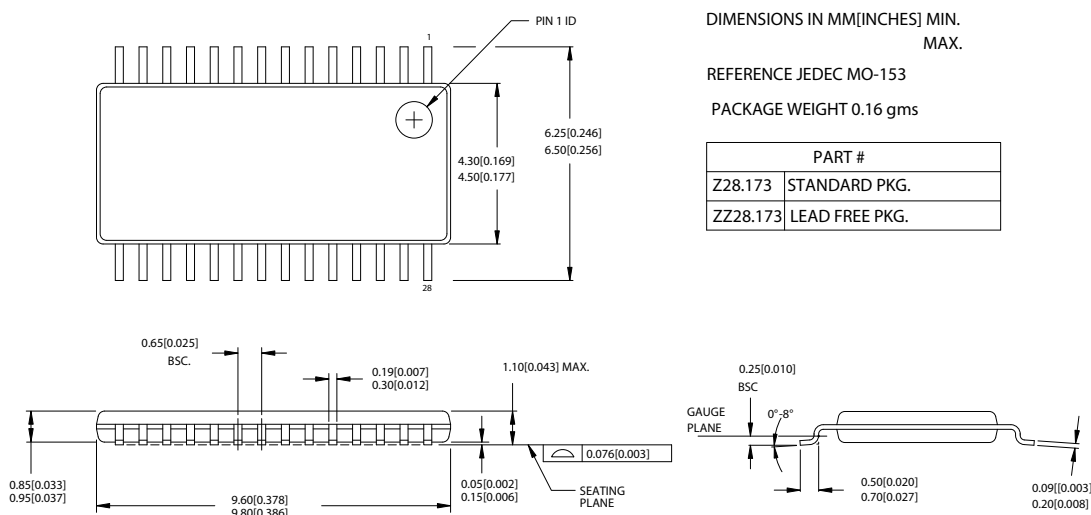 PIN 1 ID
1
6.25[0.246]
6.50[0.256]
4.30[0.169]
4.50[0.177]
28
DIMENSIONS IN MM[INCHES] MIN.
MAX.
REFERENCE JEDEC MO-153
PACKAGE WEIGHT 0.16 gms
PART #
Z28.173 STANDARD PKG.
ZZ28.173 LEAD FREE PKG.
0.65[0.025]
BSC.
0.19[0.007]
0.30[0.012]
1.10[0.043] MAX.
0.85[0.033]
0.95[0.037]
9.60[0.378]
9.80[0.386]
0.05[0.002]
0.15[0.006]
0.076[0.003]
SEATING
PLANE
0.25[0.010]
BSC
GAUGE
PLANE
0°-8°
0.50[0.020]
0.70[0.027]
0.09[[0.003]
0.20[0.008]